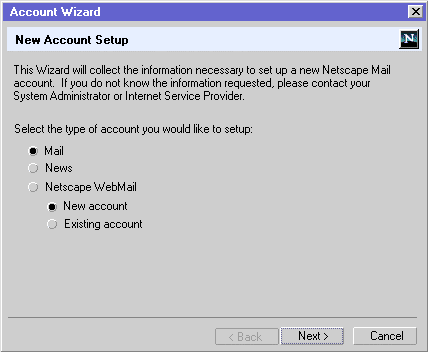 Account Wizard
New Account Setup
This Wizard will collect the information necessary to set up a new Netscape Mail
account. If you do not know the information requested, please contact your
System Administrator or Internet Service Provider.
Select the type of account you would like to setup:
Mail
News
Netscape WebMail
New account
Existing account
< Back
Next >
Cancel